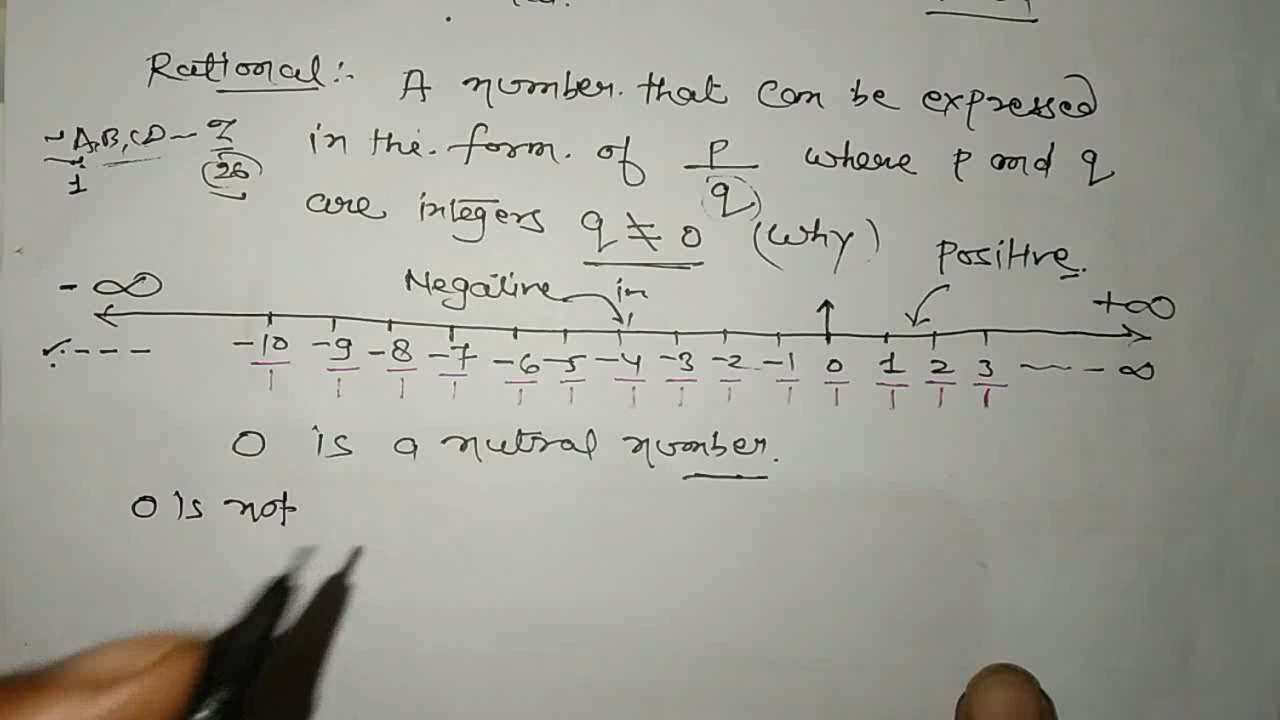 Rational :- A number that can be expressed
~ A,B,CD ~ Z in the form of P/q where p and q
1 26 are integers q ≠ 0 (why)
Negative Positive.
- ∞ +∞
-10/1 -9/1 -8/1 -7/1 -6/1 -5/1 -4/1 -3/1 -2/1 -1/1 0/1 1/1 2/1 3/1 ---- ∞
0 is a nutral number.
0 is not